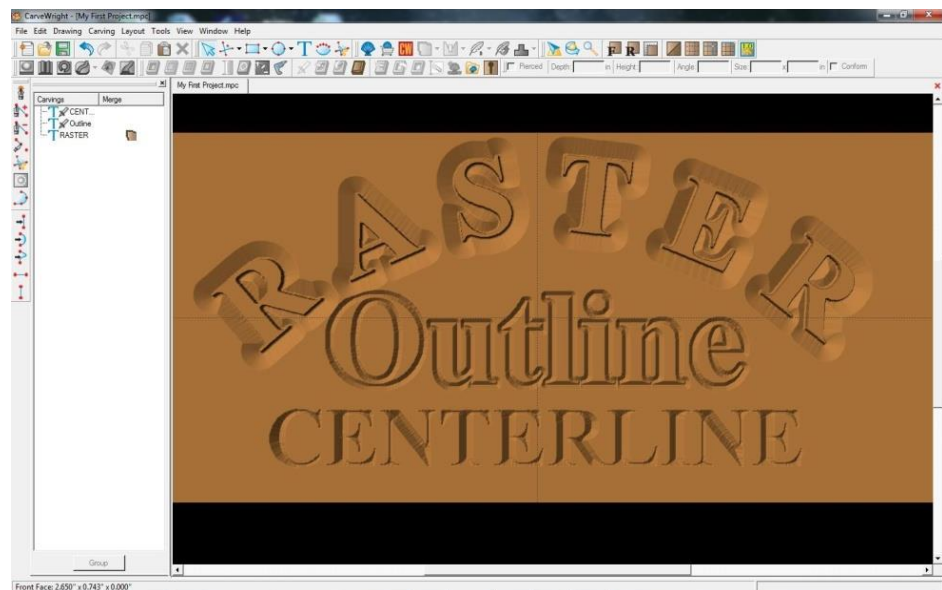 CarveWright - [My First Project.mpc]
File Edit Drawing Carving Layout Tools View Window Help
CW F R
Pierced Depth: in Height: Angle: Size: x in Conform
My First Project.mpc
Carvings Merge
CENT...
Outline
RASTER
RASTER
Outline
CENTERLINE
Group
Front Face: 2.650" x 0.743" x 0.000"